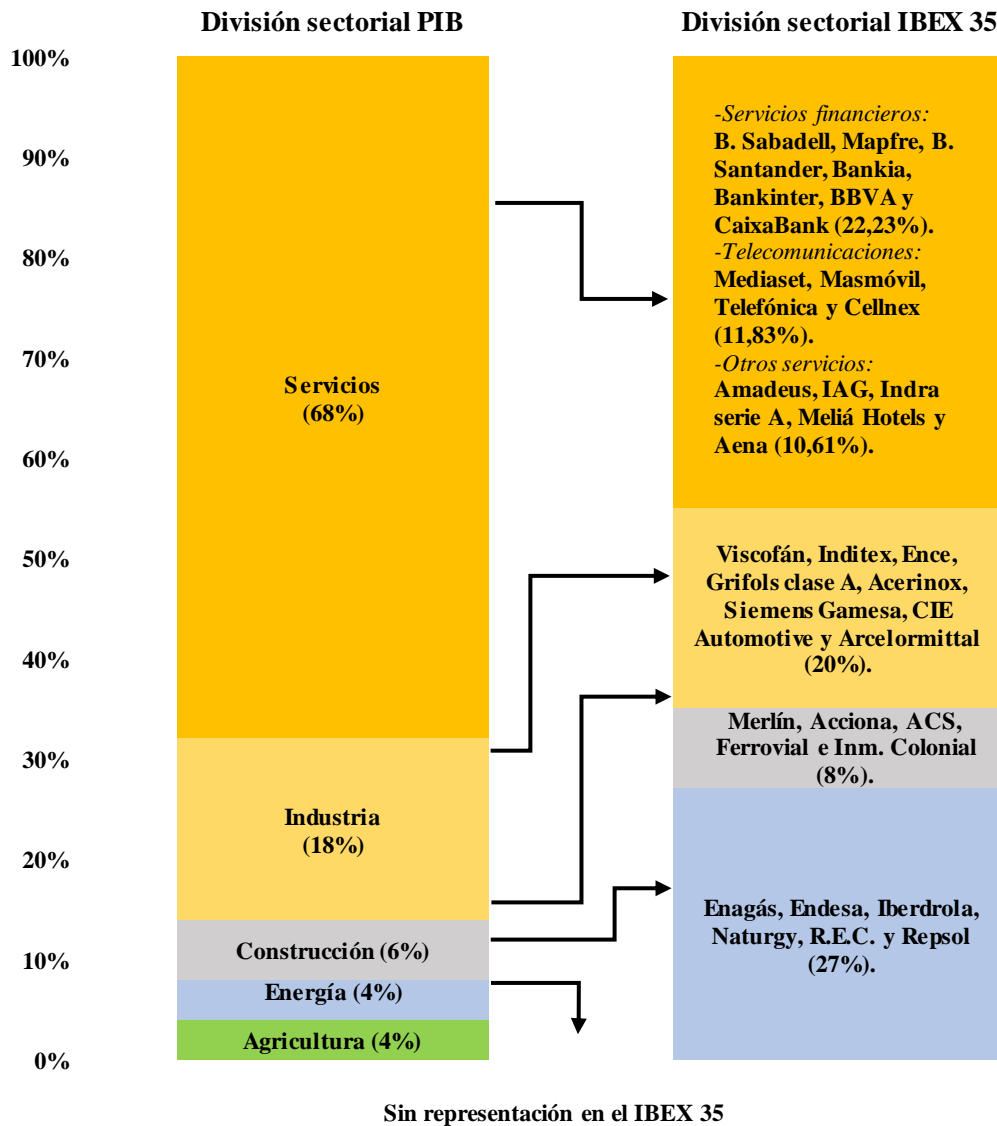 División sectorial PIB
División sectorial IBEX 35
100%
90%
80%
70%
60%
50%
40%
30%
20%
10%
0%
Servicios
(68%)
Industria
(18%)
Construcción (6%)
Energía (4%)
Agricultura (4%)
-Servicios financieros:
B. Sabadell, Mapfre, B.
Santander, Bankia,
Bankinter, BBVA y
CaixaBank (22,23%).
-Telecomunicaciones:
Mediaset, Masmóvil,
Telefónica y Cellnex
(11,83%).
-Otros servicios:
Amadeus, IAG, Indra
serie A, Meliá Hotels y
Aena (10,61%).
Viscofán, Inditex, Ence,
Grifols clase A, Acerinox,
Siemens Gamesa, CIE
Automotive y Arcelormittal
(20%).
Merlín, Acciona, ACS,
Ferrovial e Inm. Colonial
(8%).
Enagás, Endesa, Iberdrola,
Naturgy, R.E.C. y Repsol
(27%).
Sin representación en el IBEX 35